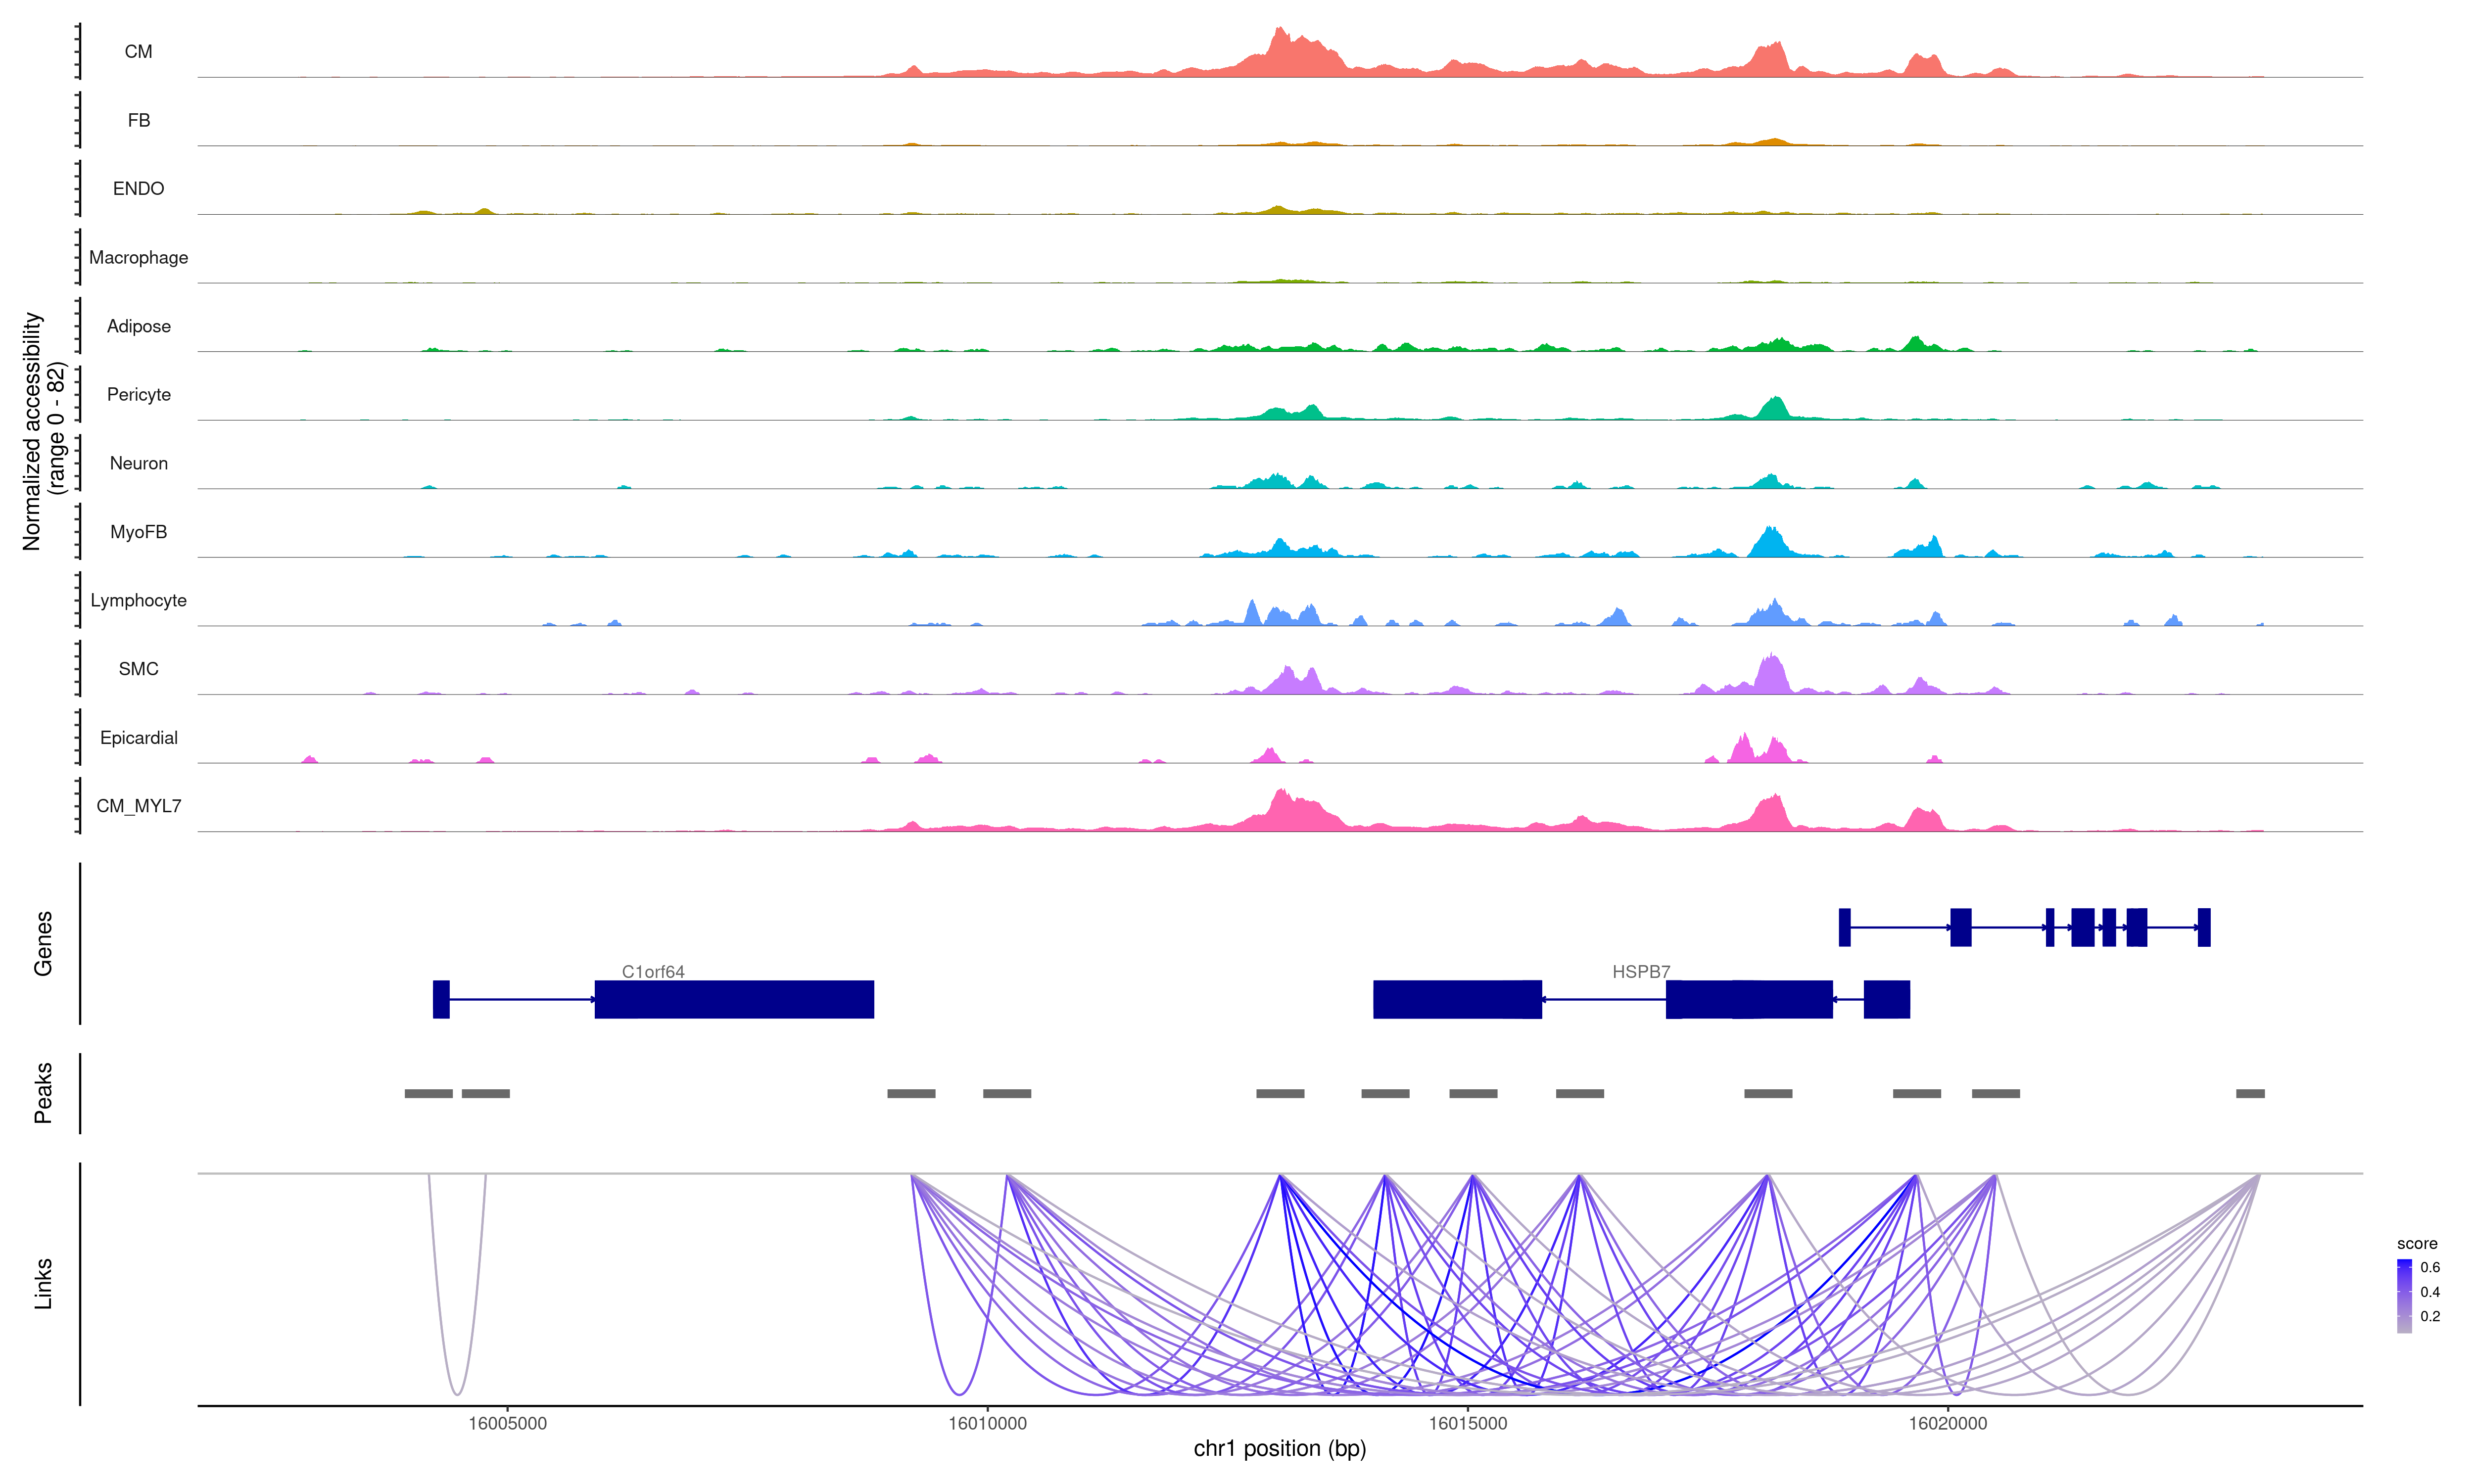 CM
FB
ENDO
Macrophage
Adipose
Pericyte
Neuron
MyoFB
Lymphocyte
SMC
Epicardial
CM_MYL7
Normalized accessibility
(range 0 - 82)
Genes
C1orf64
HSPB7
Peaks
Links
score
0.6
0.4
0.2
16005000 16010000 16015000 16020000
chr1 position (bp)